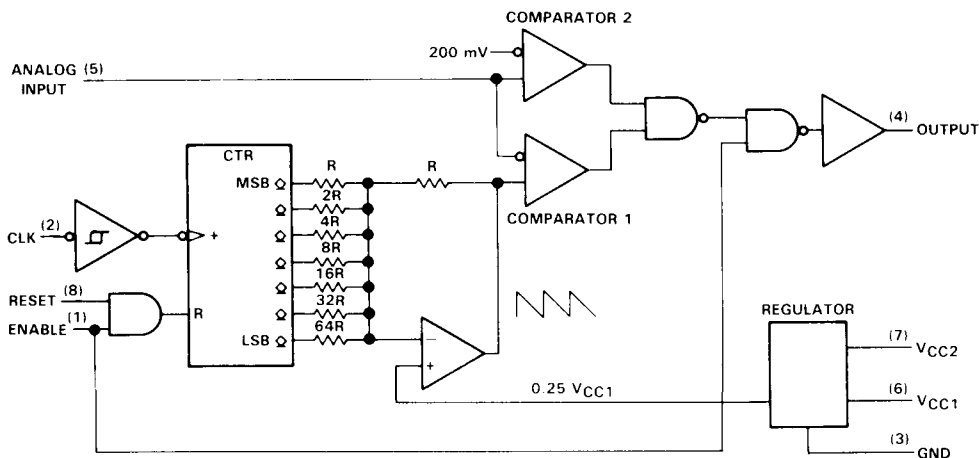 COMPARATOR 2
200 mV
ANALOG (5)
INPUT
(4)
OUTPUT
CTR
MSB
R
R
2R
4R
8R
16R
32R
64R
LSB
COMPARATOR 1
CLK (2)
+
RESET (8)
ENABLE (1)
R
−
+
0.25 VCC1
REGULATOR
(7)
VCC2
(6)
VCC1
(3)
GND